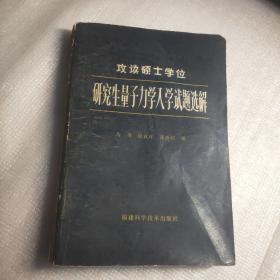 攻读硕士学位
研究生量子力学入学试题选解
编
福建科学技术出版社